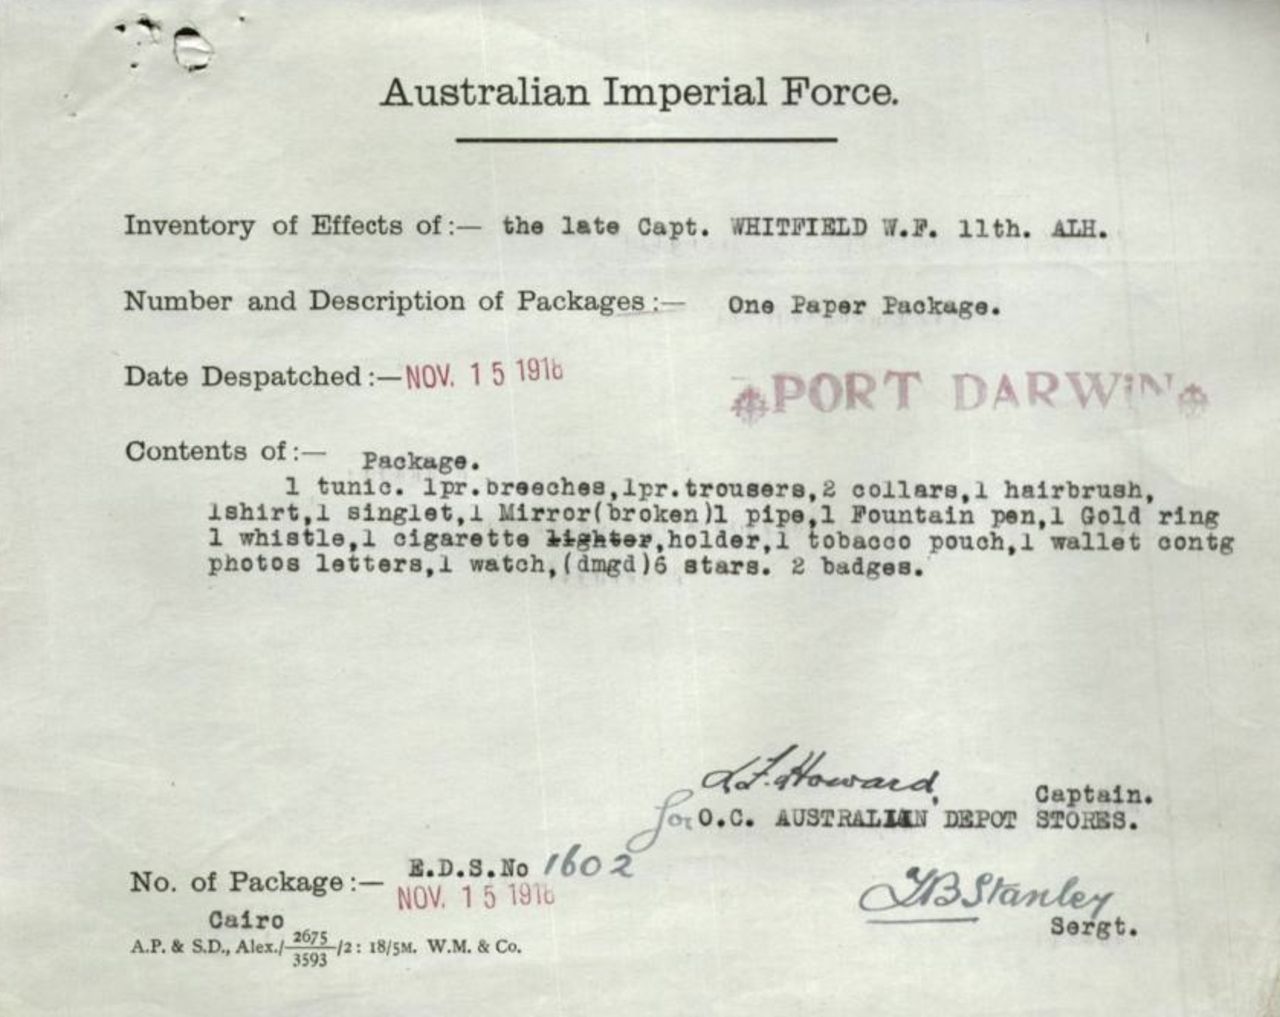 Australian Imperial Force.
Inventory of Effects of:— the late Capt. WHITFIELD W.F. 11th. ALH.
Number and Description of Packages:— One Paper Package.
Date Despatched:— NOV. 15 1918
PORT DARWIN
Contents of:— Package.
1 tunic. 1pr.breeches,1pr.trousers,2 collars,1 hairbrush,
1shirt,1 singlet,1 Mirror(broken)1 pipe,1 Fountain pen,1 Gold ring
1 whistle,1 cigarette lighter,holder,1 tobacco pouch,1 wallet contg
photos letters,1 watch,(dmgd)6 stars. 2 badges.
L.F. Howard, Captain.
for O.C. AUSTRALIAN DEPOT STORES.
No. of Package:— E.D.S.No 1602
NOV. 15 1918
Stanley
Sergt.
Cairo
A.P. & S.D., Alex./2675/3593/2: 18/5M. W.M. & Co.